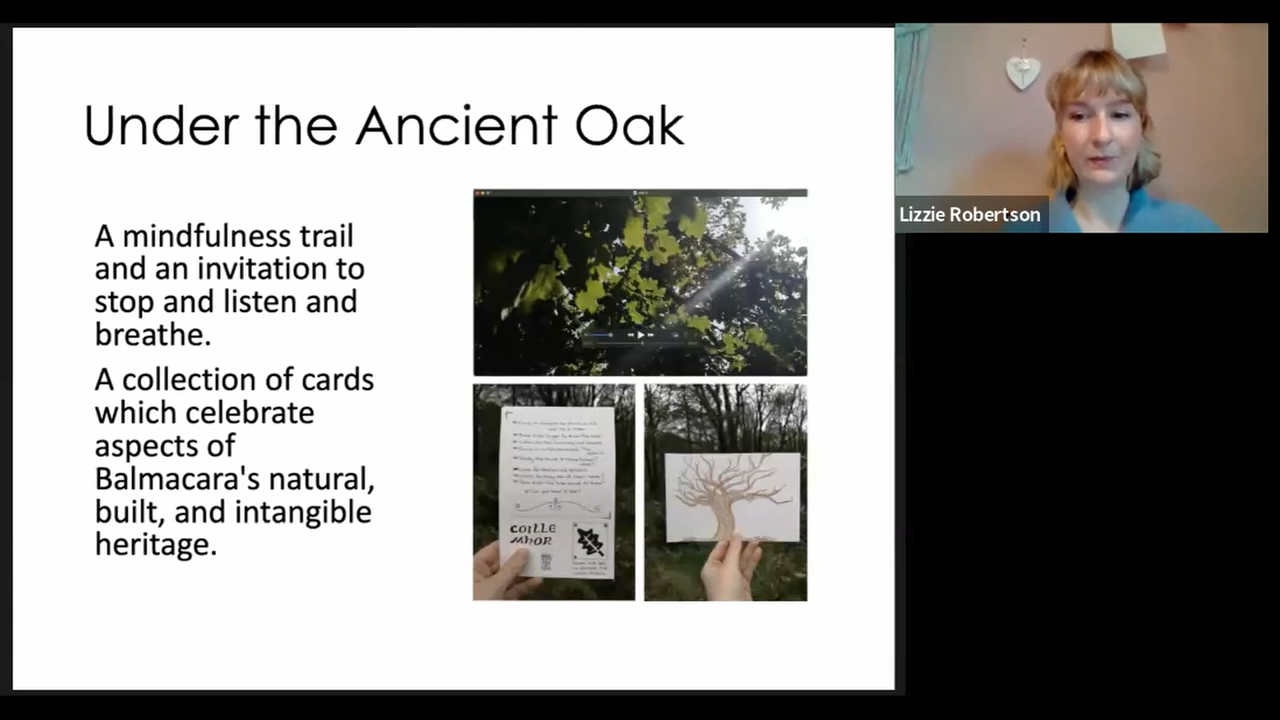 Under the Ancient Oak
A mindfulness trail
and an invitation to
stop and listen and
breathe.
A collection of cards
which celebrate
aspects of
Balmacara's natural,
built, and intangible
heritage.
COILLE
MHOR
Lizzie Robertson